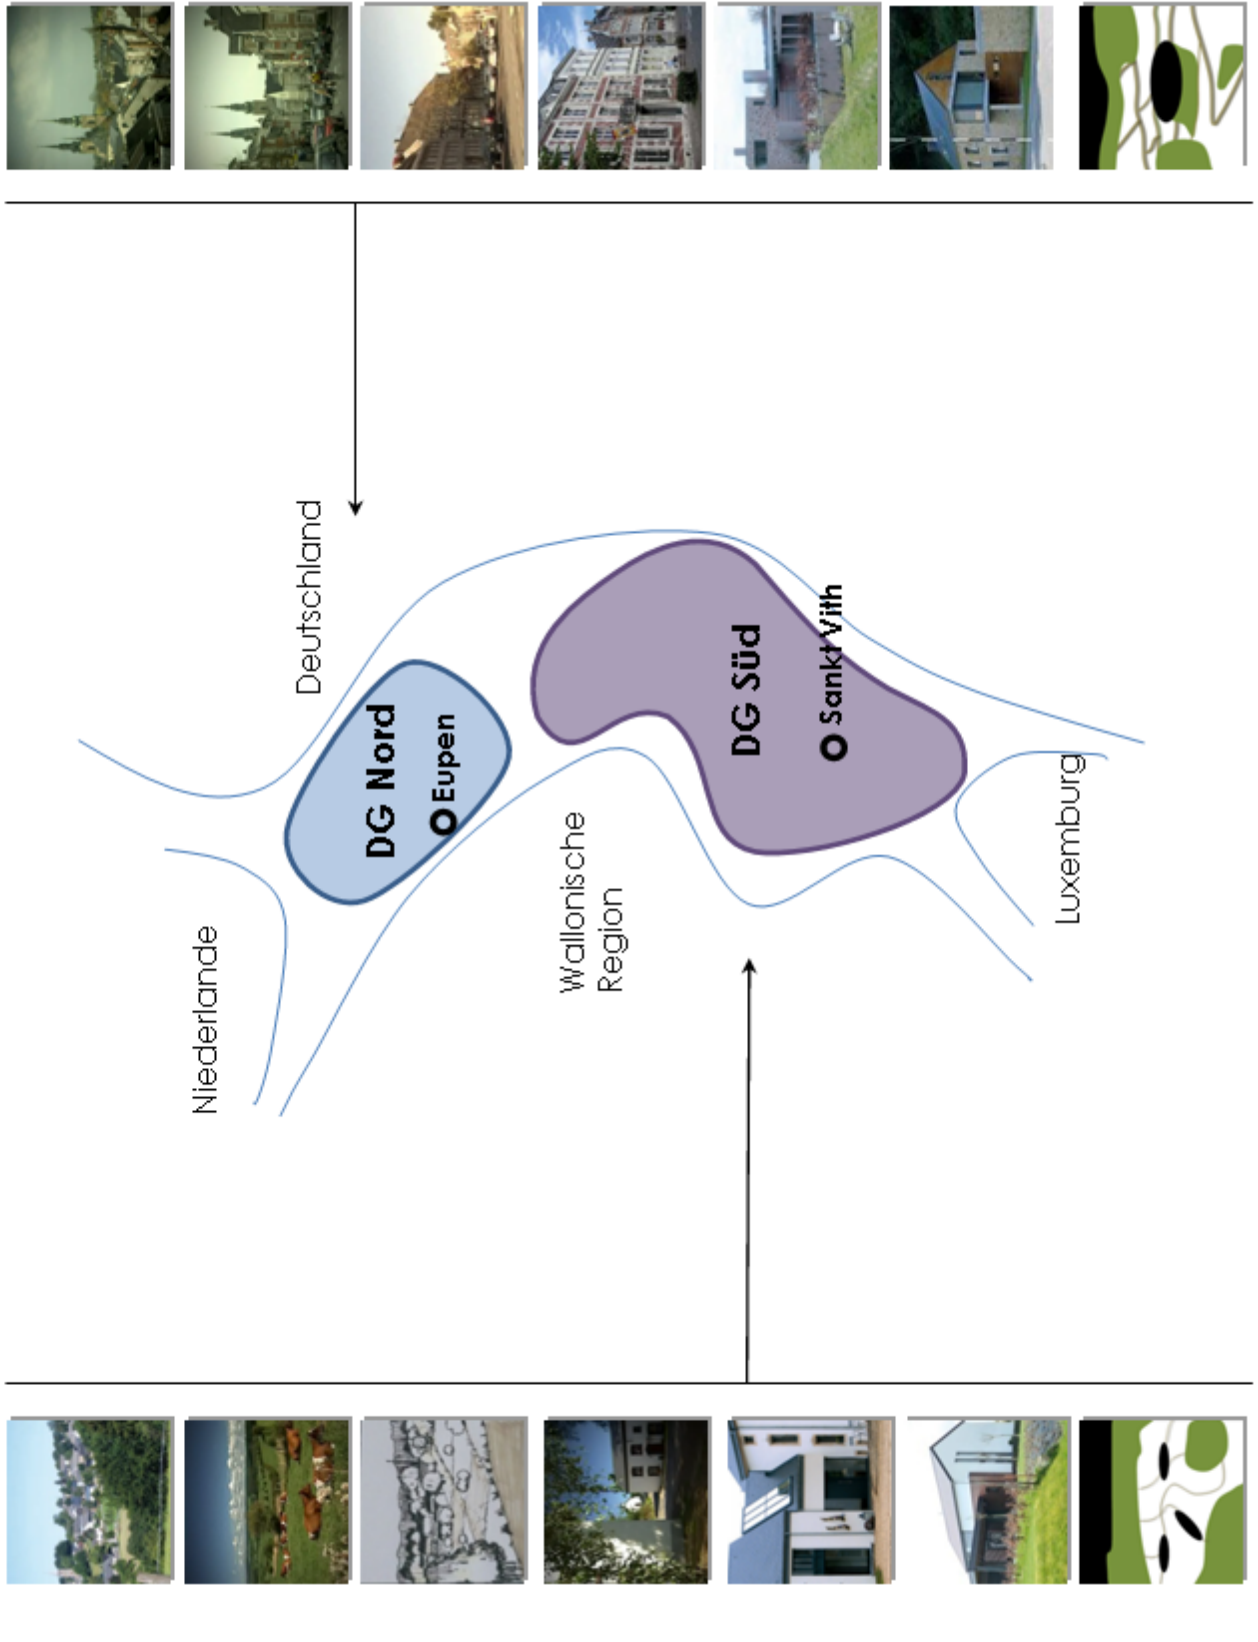 Niederlande
Deutschland
DG Nord
Eupen
Wallonische
Region
DG Süd
Sankt Vith
Luxemburg